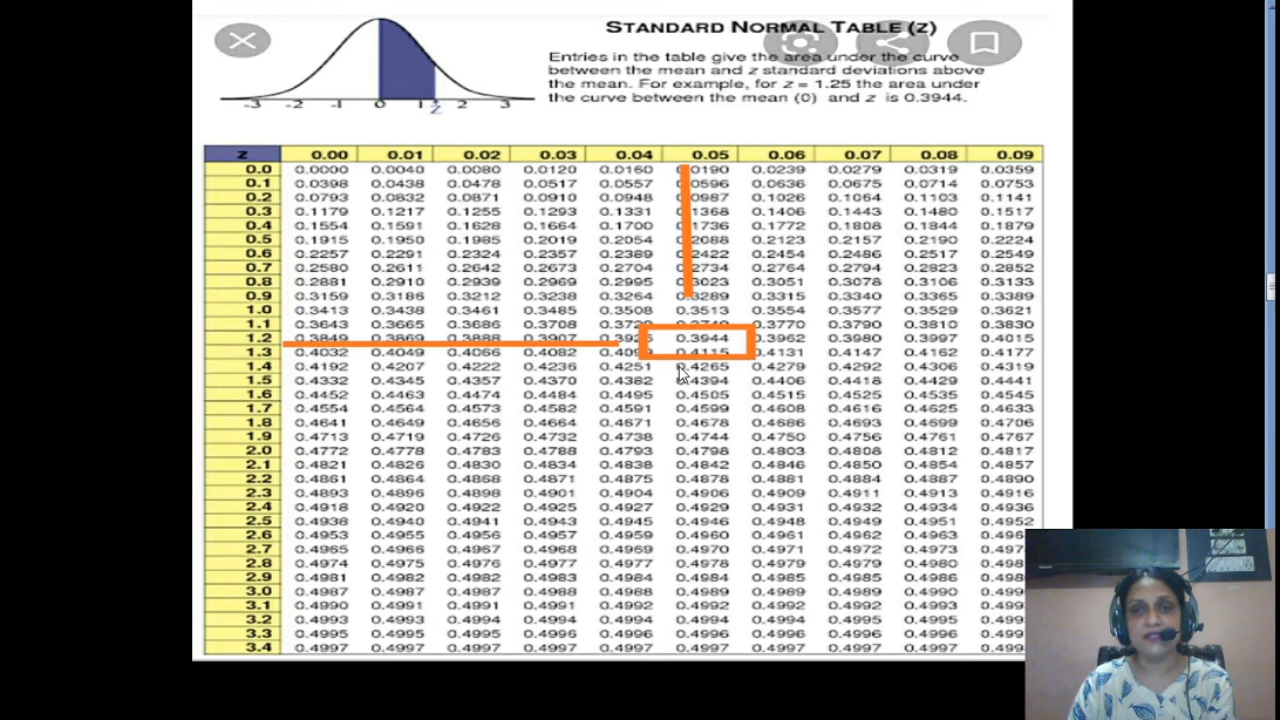 STANDARD NORMAL TABLE (Z)
Entries in the table give the area under the curve
between the mean and z standard deviations above
the mean. For example, for z = 1.25 the area under
the curve between the mean (0) and z is 0.3944.
-3 -2 -1 0 1 z 2 3
z 0.00 0.01 0.02 0.03 0.04 0.05 0.06 0.07 0.08 0.09
0.0 0.0000 0.0040 0.0080 0.0120 0.0160 0.0190 0.0239 0.0279 0.0319 0.0359
0.1 0.0398 0.0438 0.0478 0.0517 0.0557 0.0596 0.0636 0.0675 0.0714 0.0753
0.2 0.0793 0.0832 0.0871 0.0910 0.0948 0.0987 0.1026 0.1064 0.1103 0.1141
0.3 0.1179 0.1217 0.1255 0.1293 0.1331 0.1368 0.1406 0.1443 0.1480 0.1517
0.4 0.1554 0.1591 0.1628 0.1664 0.1700 0.1736 0.1772 0.1808 0.1844 0.1879
0.5 0.1915 0.1950 0.1985 0.2019 0.2054 0.2088 0.2123 0.2157 0.2190 0.2224
0.6 0.2257 0.2291 0.2324 0.2357 0.2389 0.2422 0.2454 0.2486 0.2517 0.2549
0.7 0.2580 0.2611 0.2642 0.2673 0.2704 0.2734 0.2764 0.2794 0.2823 0.2852
0.8 0.2881 0.2910 0.2939 0.2969 0.2995 0.3023 0.3051 0.3078 0.3106 0.3133
0.9 0.3159 0.3186 0.3212 0.3238 0.3264 0.3289 0.3315 0.3340 0.3365 0.3389
1.0 0.3413 0.3438 0.3461 0.3485 0.3508 0.3513 0.3554 0.3577 0.3529 0.3621
1.1 0.3643 0.3665 0.3686 0.3708 0.3749 0.3770 0.3790 0.3810 0.3830
1.2 0.3849 0.3869 0.3888 0.3907 0.3925 0.3944 0.3962 0.3980 0.3997 0.4015
1.3 0.4032 0.4049 0.4066 0.4082 0.4099 0.4115 0.4131 0.4147 0.4162 0.4177
1.4 0.4192 0.4207 0.4222 0.4236 0.4251 0.4265 0.4279 0.4292 0.4306 0.4319
1.5 0.4332 0.4345 0.4357 0.4370 0.4382 0.4394 0.4406 0.4418 0.4429 0.4441
1.6 0.4452 0.4463 0.4474 0.4484 0.4495 0.4505 0.4515 0.4525 0.4535 0.4545
1.7 0.4554 0.4564 0.4573 0.4582 0.4591 0.4599 0.4608 0.4616 0.4625 0.4633
1.8 0.4641 0.4649 0.4656 0.4664 0.4671 0.4678 0.4686 0.4693 0.4699 0.4706
1.9 0.4713 0.4719 0.4726 0.4732 0.4738 0.4744 0.4750 0.4756 0.4761 0.4767
2.0 0.4772 0.4778 0.4783 0.4788 0.4793 0.4798 0.4803 0.4808 0.4812 0.4817
2.1 0.4821 0.4826 0.4830 0.4834 0.4838 0.4842 0.4846 0.4850 0.4854 0.4857
2.2 0.4861 0.4864 0.4868 0.4871 0.4875 0.4878 0.4881 0.4884 0.4887 0.4890
2.3 0.4893 0.4896 0.4898 0.4901 0.4904 0.4906 0.4909 0.4911 0.4913 0.4916
2.4 0.4918 0.4920 0.4922 0.4925 0.4927 0.4929 0.4931 0.4932 0.4934 0.4936
2.5 0.4938 0.4940 0.4941 0.4943 0.4945 0.4946 0.4948 0.4949 0.4951 0.4952
2.6 0.4953 0.4955 0.4956 0.4957 0.4959 0.4960 0.4961 0.4962 0.4963
2.7 0.4965 0.4966 0.4967 0.4968 0.4969 0.4970 0.4971 0.4972 0.4973
2.8 0.4974 0.4975 0.4976 0.4977 0.4977 0.4978 0.4979 0.4979 0.4980
2.9 0.4981 0.4982 0.4982 0.4983 0.4984 0.4984 0.4985 0.4985 0.4986
3.0 0.4987 0.4987 0.4987 0.4988 0.4988 0.4989 0.4989 0.4989 0.4990
3.1 0.4990 0.4991 0.4991 0.4991 0.4992 0.4992 0.4992 0.4992 0.4993
3.2 0.4993 0.4993 0.4994 0.4994 0.4994 0.4994 0.4994 0.4995 0.4995
3.3 0.4995 0.4995 0.4995 0.4996 0.4996 0.4996 0.4996 0.4996 0.4996
3.4 0.4997 0.4997 0.4997 0.4997 0.4997 0.4997 0.4997 0.4997 0.4997